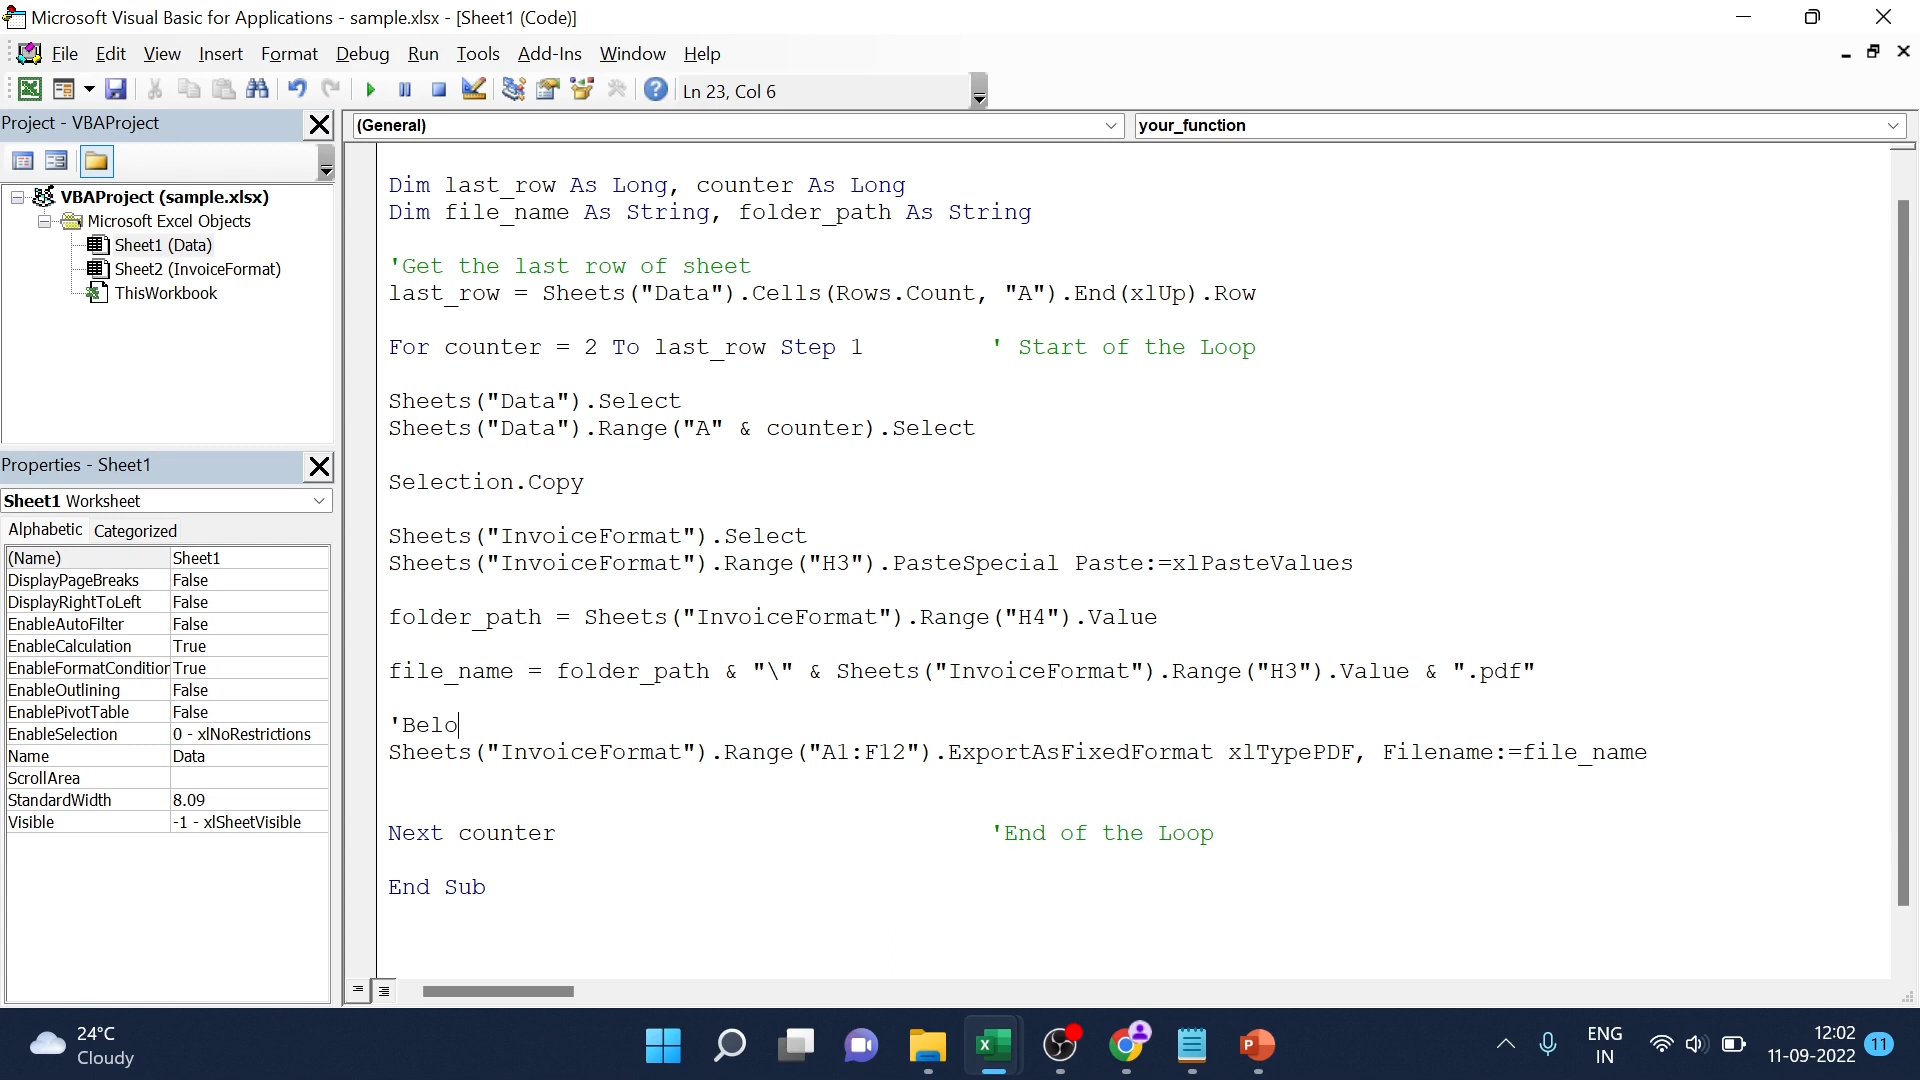 Microsoft Visual Basic for Applications - sample.xlsx - [Sheet1 (Code)]
File Edit View Insert Format Debug Run Tools Add-Ins Window Help
Ln 23, Col 6
Project - VBAProject
(General)
your_function
VBAProject (sample.xlsx)
Microsoft Excel Objects
Sheet1 (Data)
Sheet2 (InvoiceFormat)
ThisWorkbook
Properties - Sheet1
Sheet1 Worksheet
Alphabetic Categorized
(Name) Sheet1
DisplayPageBreaks False
DisplayRightToLeft False
EnableAutoFilter False
EnableCalculation True
EnableFormatCondition True
EnableOutlining False
EnablePivotTable False
EnableSelection 0 - xlNoRestrictions
Name Data
ScrollArea
StandardWidth 8.09
Visible -1 - xlSheetVisible
Dim last_row As Long, counter As Long
Dim file_name As String, folder_path As String
'Get the last row of sheet
last_row = Sheets("Data").Cells(Rows.Count, "A").End(xlUp).Row
For counter = 2 To last_row Step 1 ' Start of the Loop
Sheets("Data").Select
Sheets("Data").Range("A" & counter).Select
Selection.Copy
Sheets("InvoiceFormat").Select
Sheets("InvoiceFormat").Range("H3").PasteSpecial Paste:=xlPasteValues
folder_path = Sheets("InvoiceFormat").Range("H4").Value
file_name = folder_path & "\" & Sheets("InvoiceFormat").Range("H3").Value & ".pdf"
'Belo
Sheets("InvoiceFormat").Range("A1:F12").ExportAsFixedFormat xlTypePDF, Filename:=file_name
Next counter 'End of the Loop
End Sub
24°C
Cloudy
ENG
IN
12:02
11-09-2022
11